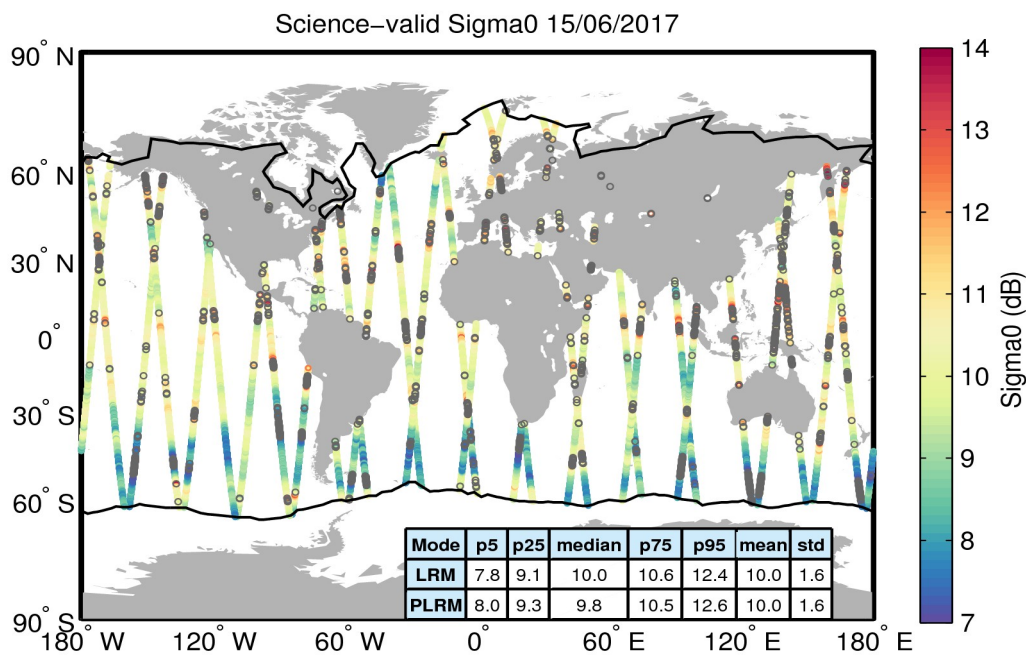 Science−valid Sigma0 15/06/2017
90° N
60° N
30° N
0°
30° S
60° S
90° S
180° W
120° W
60° W
0°
60° E
120° E
180° E
14
13
12
11
10
9
8
7
Sigma0 (dB)
Mode p5 p25 median p75 p95 mean std
LRM 7.8 9.1 10.0 10.6 12.4 10.0 1.6
PLRM 8.0 9.3 9.8 10.5 12.6 10.0 1.6